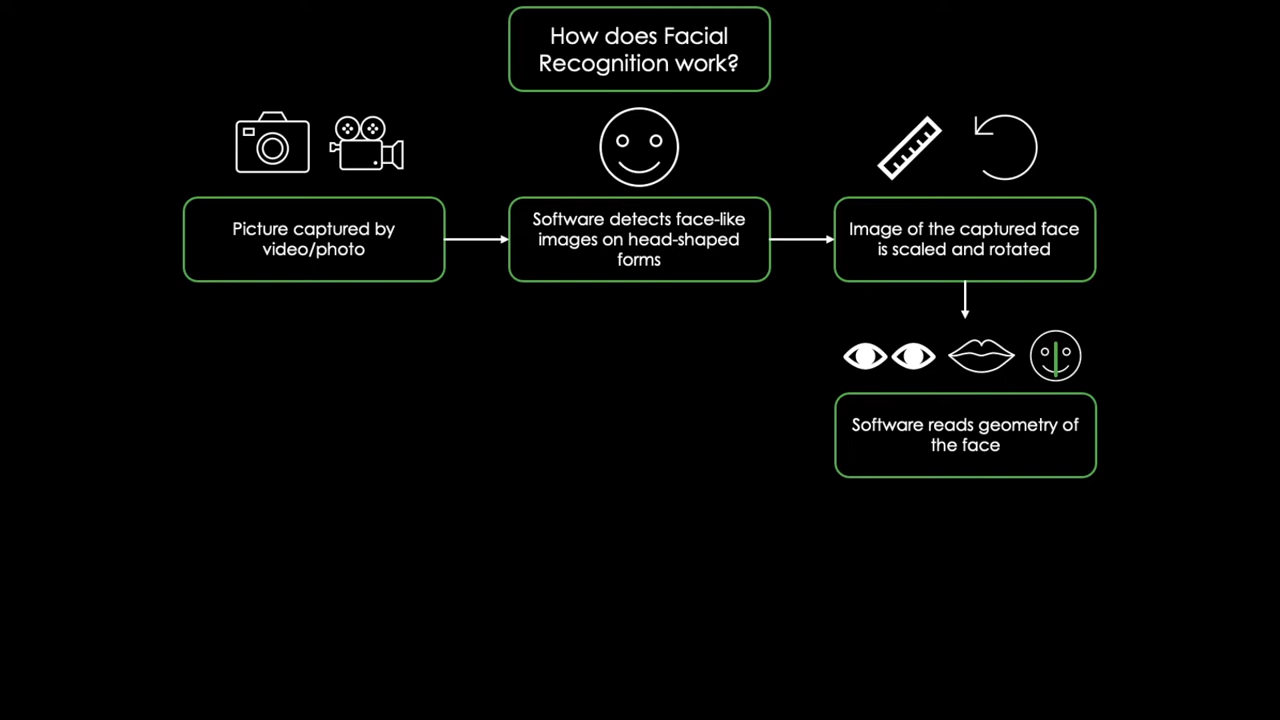 How does Facial
Recognition work?
Picture captured by
video/photo
Software detects face-like
images on head-shaped
forms
Image of the captured face
is scaled and rotated
Software reads geometry of
the face